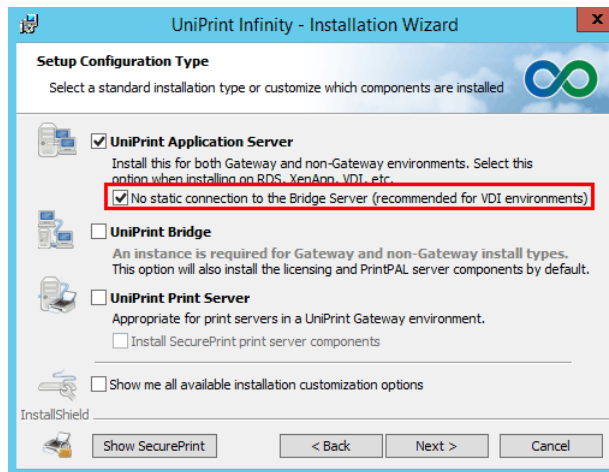 UniPrint Infinity - Installation Wizard
x
Setup Configuration Type
Select a standard installation type or customize which components are installed
UniPrint Application Server
Install this for both Gateway and non-Gateway environments. Select this
option when installing on RDS, XenApp, VDI, etc.
No static connection to the Bridge Server (recommended for VDI environments)
UniPrint Bridge
An instance is required for Gateway and non-Gateway install types.
This option will also install the licensing and PrintPAL server components by default.
UniPrint Print Server
Appropriate for print servers in a UniPrint Gateway environment.
Install SecurePrint print server components
Show me all available installation customization options
InstallShield
Show SecurePrint
< Back
Next >
Cancel